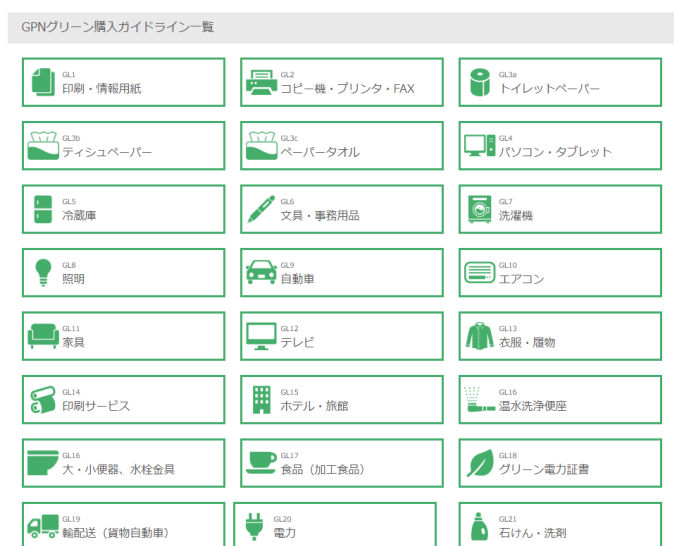 GPNグリーン購入ガイドライン一覧
GL1
印刷・情報用紙
GL2
コピー機・プリンタ・FAX
GL3a
トイレットペーパー
GL3b
ティシュペーパー
GL3c
ペーパータオル
GL4
パソコン・タブレット
GL5
冷蔵庫
GL6
文具・事務用品
GL7
洗濯機
GL8
照明
GL9
自動車
GL10
エアコン
GL11
家具
GL12
テレビ
GL13
衣服・履物
GL14
印刷サービス
GL15
ホテル・旅館
GL16
温水洗浄便座
GL16
大・小便器、水栓金具
GL17
食品（加工食品）
GL18
グリーン電力証書
GL19
輸配送（貨物自動車）
GL20
電力
GL21
石けん・洗剤